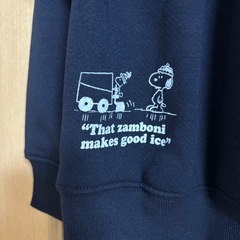 “That zamboni
makes good ice”